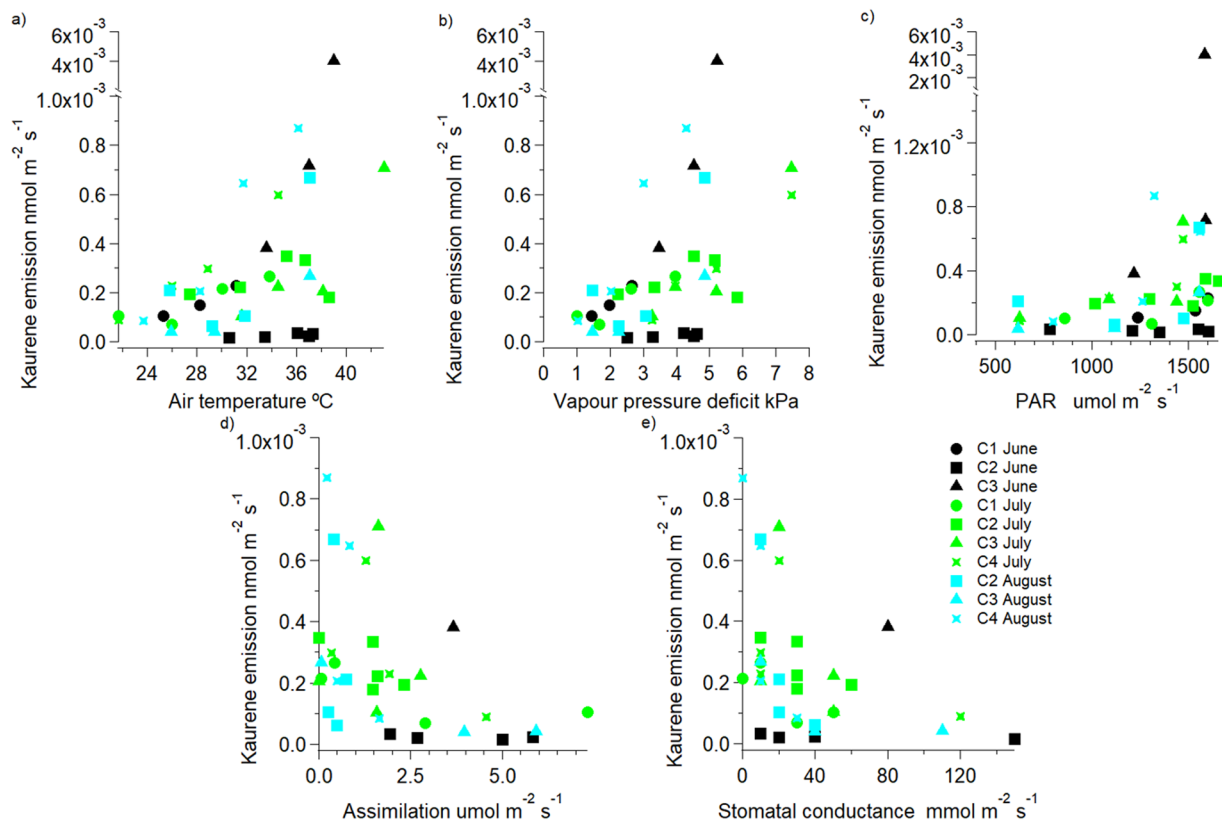 a)
6x10⁻³
4x10⁻³
1.0x10⁻³
0.8
0.6
0.4
0.2
0.0
Kaurene emission nmol m⁻² s⁻¹
24 28 32 36 40
Air temperature ºC
b)
6x10⁻³
4x10⁻³
1.0x10⁻³
0.8
0.6
0.4
0.2
0.0
Kaurene emission nmol m⁻² s⁻¹
0 1 2 3 4 5 6 7 8
Vapour pressure deficit kPa
c)
6x10⁻³
4x10⁻³
2x10⁻³
1.2x10⁻³
0.8
0.4
0.0
Kaurene emission nmol m⁻² s⁻¹
500 1000 1500
PAR umol m⁻² s⁻¹
d)
1.0x10⁻³
0.8
0.6
0.4
0.2
0.0
Kaurene emission nmol m⁻² s⁻¹
0.0 2.5 5.0
Assimilation umol m⁻² s⁻¹
e)
1.0x10⁻³
0.8
0.6
0.4
0.2
0.0
Kaurene emission nmol m⁻² s⁻¹
0 40 80 120
Stomatal conductance mmol m⁻² s⁻¹
C1 June
C2 June
C3 June
C1 July
C2 July
C3 July
C4 July
C2 August
C3 August
C4 August